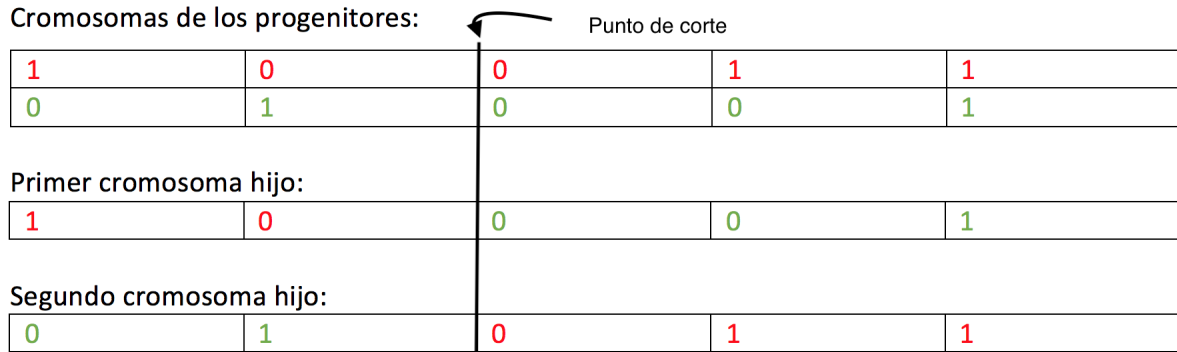 Cromosomas de los progenitores:
Punto de corte
1 0 0 1 1
0 1 0 0 1
Primer cromosoma hijo:
1 0 0 0 1
Segundo cromosoma hijo:
0 1 0 1 1